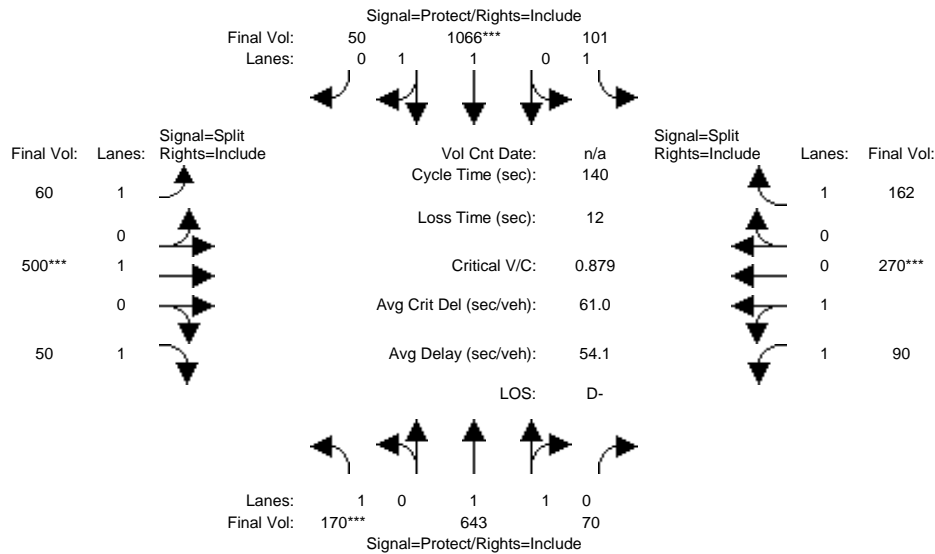 Signal=Protect/Rights=Include
Final Vol: 50 1066*** 101
Lanes: 0 1 1 0 1
Signal=Split Signal=Split
Final Vol: Lanes: Rights=Include Vol Cnt Date: n/a Rights=Include Lanes: Final Vol:
Cycle Time (sec): 140
60 1 1 162
Loss Time (sec): 12
0 0
500*** 1 Critical V/C: 0.879 0 270***
0 Avg Crit Del (sec/veh): 61.0 1
50 1 Avg Delay (sec/veh): 54.1 1 90
LOS: D-
Lanes: 1 0 1 1 0
Final Vol: 170*** 643 70
Signal=Protect/Rights=Include